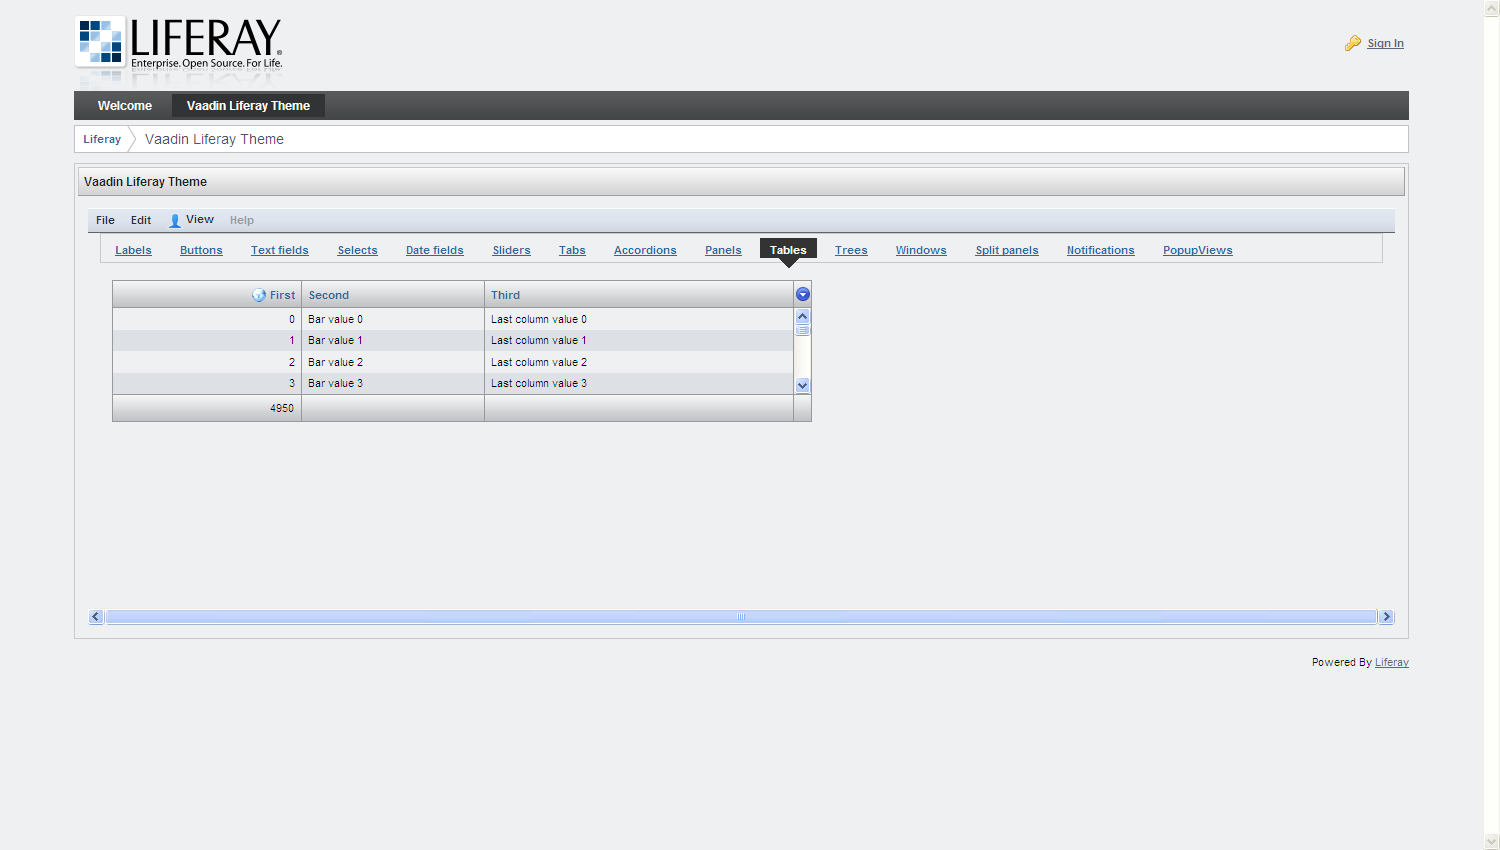 LIFERAY®
Enterprise. Open Source. For Life.
Sign In
Welcome Vaadin Liferay Theme
Liferay Vaadin Liferay Theme
Vaadin Liferay Theme
File Edit View Help
Labels Buttons Text fields Selects Date fields Sliders Tabs Accordions Panels Tables Trees Windows Split panels Notifications PopupViews
First Second Third
0 Bar value 0 Last column value 0
1 Bar value 1 Last column value 1
2 Bar value 2 Last column value 2
3 Bar value 3 Last column value 3
4950
Powered By Liferay